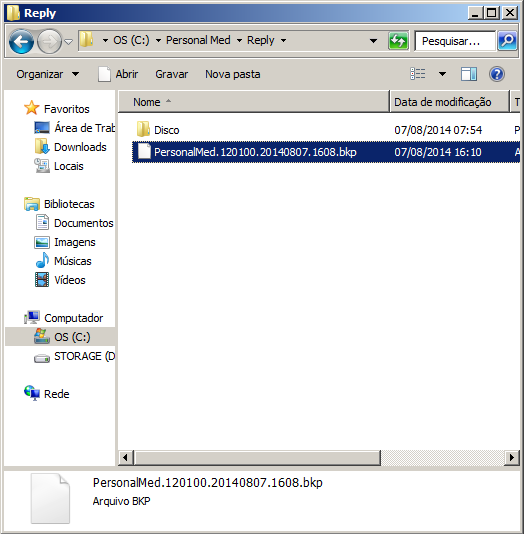 Reply
OS (C:) Personal Med Reply Pesquisar...
Organizar Abrir Gravar Nova pasta
Favoritos
Área de Trab
Downloads
Locais
Bibliotecas
Documentos
Imagens
Músicas
Vídeos
Computador
OS (C:)
STORAGE (D
Rede
Nome Data de modificação T
Disco 07/08/2014 07:54 P
PersonalMed.120100.20140807.1608.bkp 07/08/2014 16:10 A
PersonalMed.120100.20140807.1608.bkp
Arquivo BKP